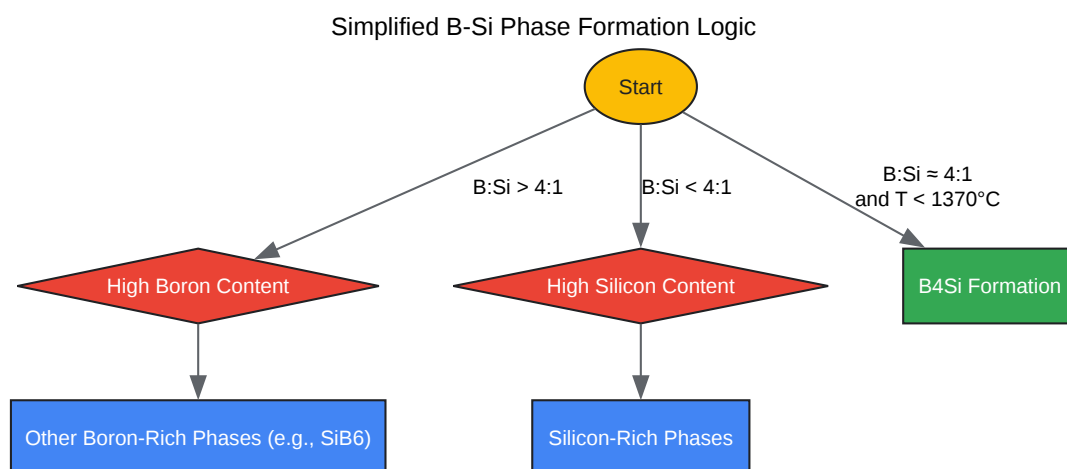 Simplified B-Si Phase Formation Logic
Start
B:Si > 4:1
B:Si < 4:1
B:Si ≈ 4:1
and T < 1370°C
High Boron Content
High Silicon Content
B4Si Formation
Other Boron-Rich Phases (e.g., SiB6)
Silicon-Rich Phases